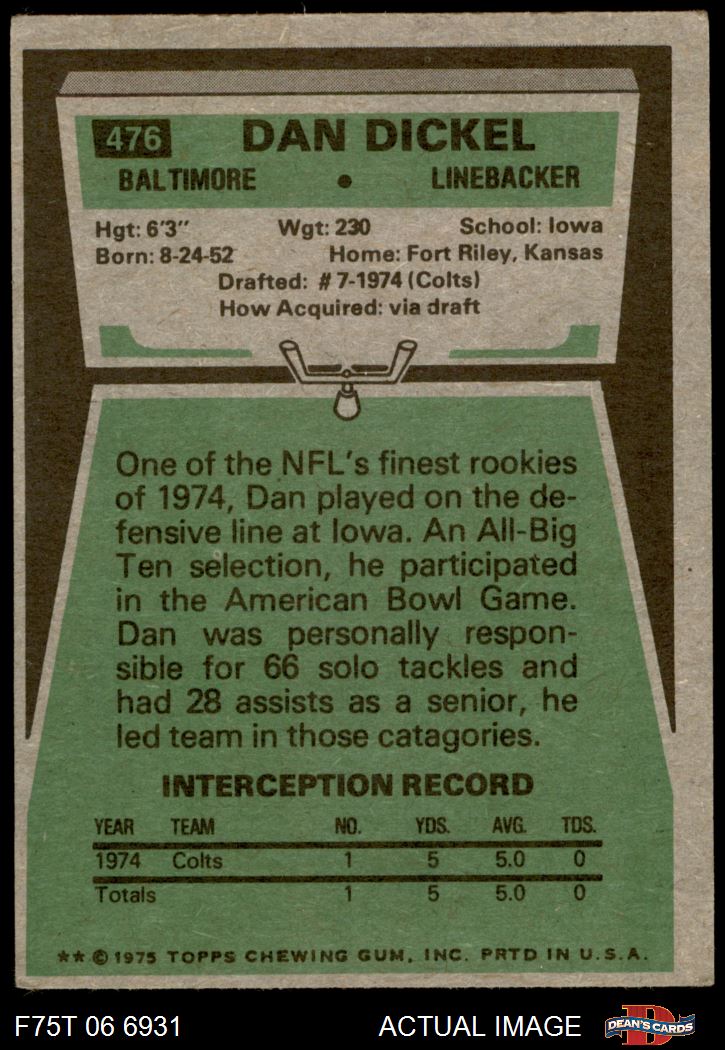 476 DAN DICKEL
BALTIMORE • LINEBACKER
Hgt: 6'3" Wgt: 230 School: Iowa
Born: 8-24-52 Home: Fort Riley, Kansas
Drafted: #7-1974 (Colts)
How Acquired: via draft
One of the NFL's finest rookies
of 1974, Dan played on the de-
fensive line at Iowa. An All-Big
Ten selection, he participated
in the American Bowl Game.
Dan was personally respon-
sible for 66 solo tackles and
had 28 assists as a senior, he
led team in those catagories.
INTERCEPTION RECORD
YEAR TEAM NO. YDS. AVG. TDS.
1974 Colts 1 5 5.0 0
Totals 1 5 5.0 0
** © 1975 TOPPS CHEWING GUM, INC. PRTD IN U.S.A.
F75T 06 6931 ACTUAL IMAGE D DEAN'S CARDS